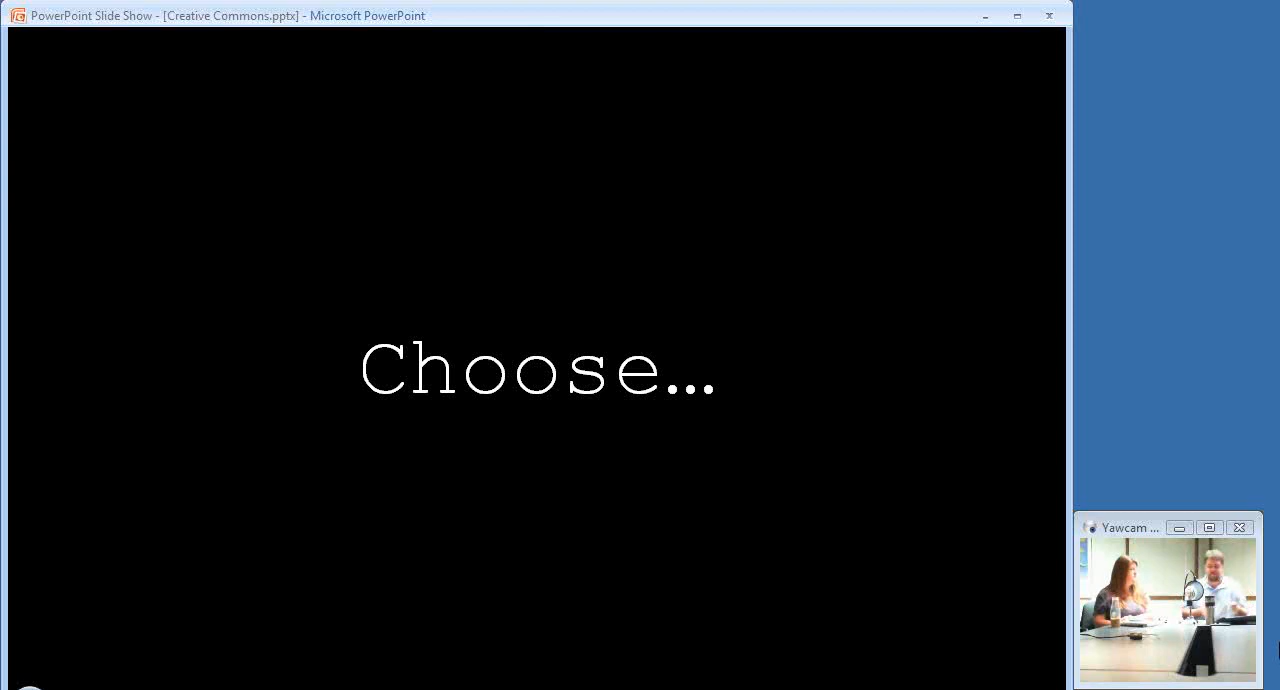 PowerPoint Slide Show - [Creative Commons.pptx] - Microsoft PowerPoint
Choose...
Yawcam ...